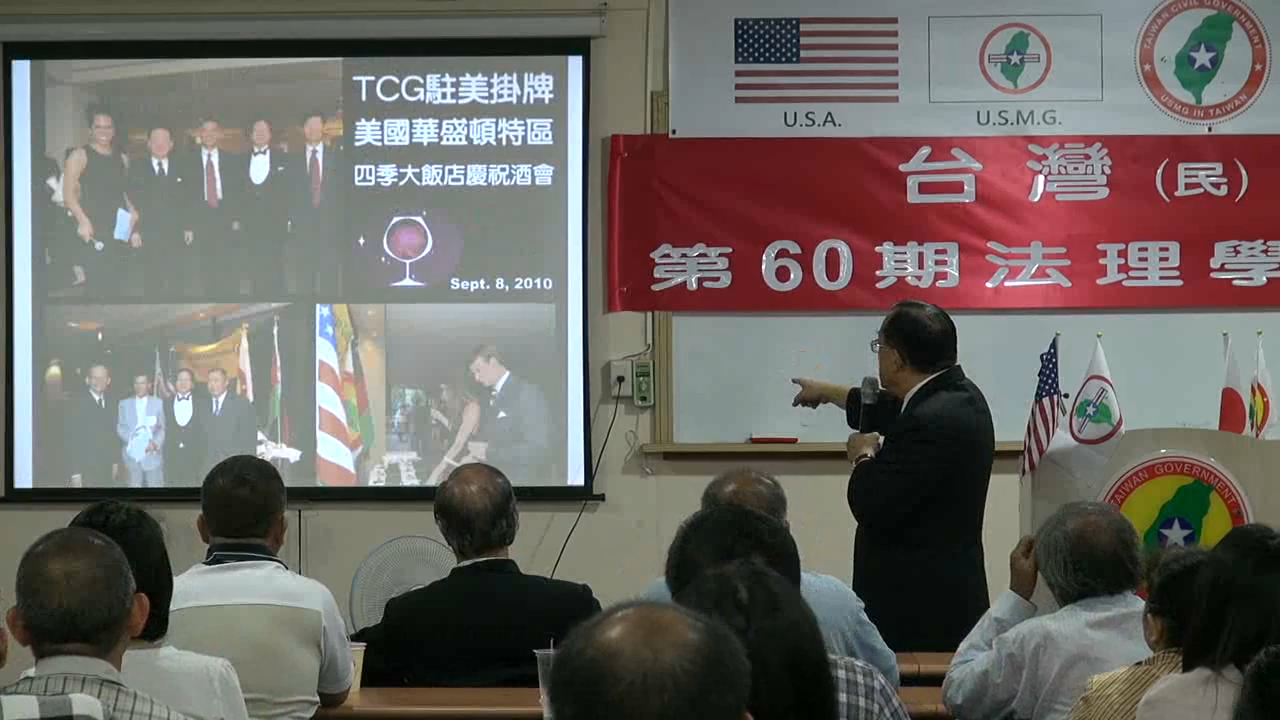 TCG駐美掛牌
美國華盛頓特區
四季大飯店慶祝酒會
Sept. 8, 2010
U.S.A.
U.S.M.G.
TAIWAN CIVIL GOVERNMENT
USMG IN TAIWAN
台灣(民)
第60期法理學
TAIWAN GOVERNMENT